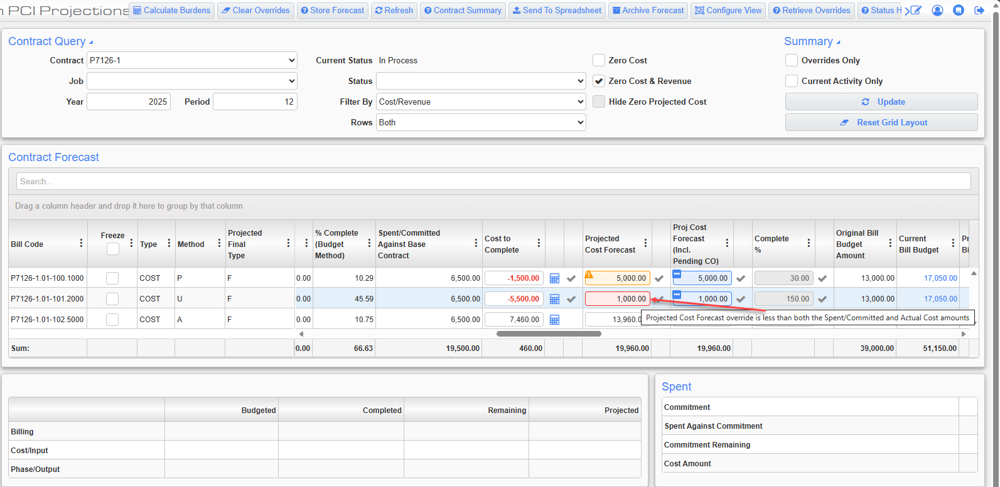 n PCI Projections
Calculate Burdens
Clear Overrides
Store Forecast
Refresh
Contract Summary
Send To Spreadsheet
Archive Forecast
Configure View
Retrieve Overrides
Status H
Contract Query
Contract P7126-1
Job
Year 2025 Period 12
Current Status In Process
Status
Filter By Cost/Revenue
Rows Both
Zero Cost
Zero Cost & Revenue
Hide Zero Projected Cost
Summary
Overrides Only
Current Activity Only
Update
Reset Grid Layout
Contract Forecast
Search...
Drag a column header and drop it here to group by that column
Bill Code
Freeze
Type
Method
Projected
Final
Type
% Complete
(Budget
Method)
Spent/Committed
Against Base
Contract
Cost to
Complete
Projected
Cost Forecast
Proj Cost
Forecast
(Incl.
Pending CO)
Complete
%
Original Bill
Budget
Amount
Current
Bill Budget
P7126-1.01-100.1000 COST P F 0.00 10.29 6,500.00 -1,500.00 5,000.00 5,000.00 30.00 13,000.00 17,050.00
P7126-1.01-101.2000 COST U F 0.00 45.59 6,500.00 -5,500.00 1,000.00 1,000.00 150.00 13,000.00 17,050.00
P7126-1.01-102.5000 COST A F 0.00 10.75 6,500.00 7,460.00 13,960.0
Projected Cost Forecast override is less than both the Spent/Committed and Actual Cost amounts
Sum: 0.00 66.63 19,500.00 460.00 19,960.00 19,960.00 39,000.00 51,150.00
Budgeted Completed Remaining Projected
Billing
Cost/Input
Phase/Output
Spent
Commitment
Spent Against Commitment
Commitment Remaining
Cost Amount